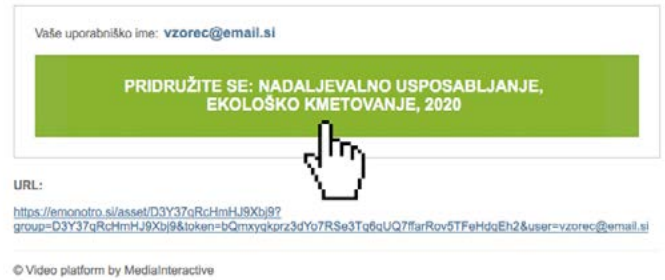 Vaše uporabniško ime: vzorec@email.si
PRIDRUŽITE SE: NADALJEVALNO USPOSABLJANJE,
EKOLOŠKO KMETOVANJE, 2020
URL:
https://emonotro.si/asset/D3Y37qRcHmHJ9Xbj9?
group=D3Y37qRcHmHJ9Xbj9&token=bQmxyqkprz3dYo7RSe3Tq6qUQ7ffarRov5TFeHdqEh2&user=vzorec@email.si
© Video platform by MediaInteractive